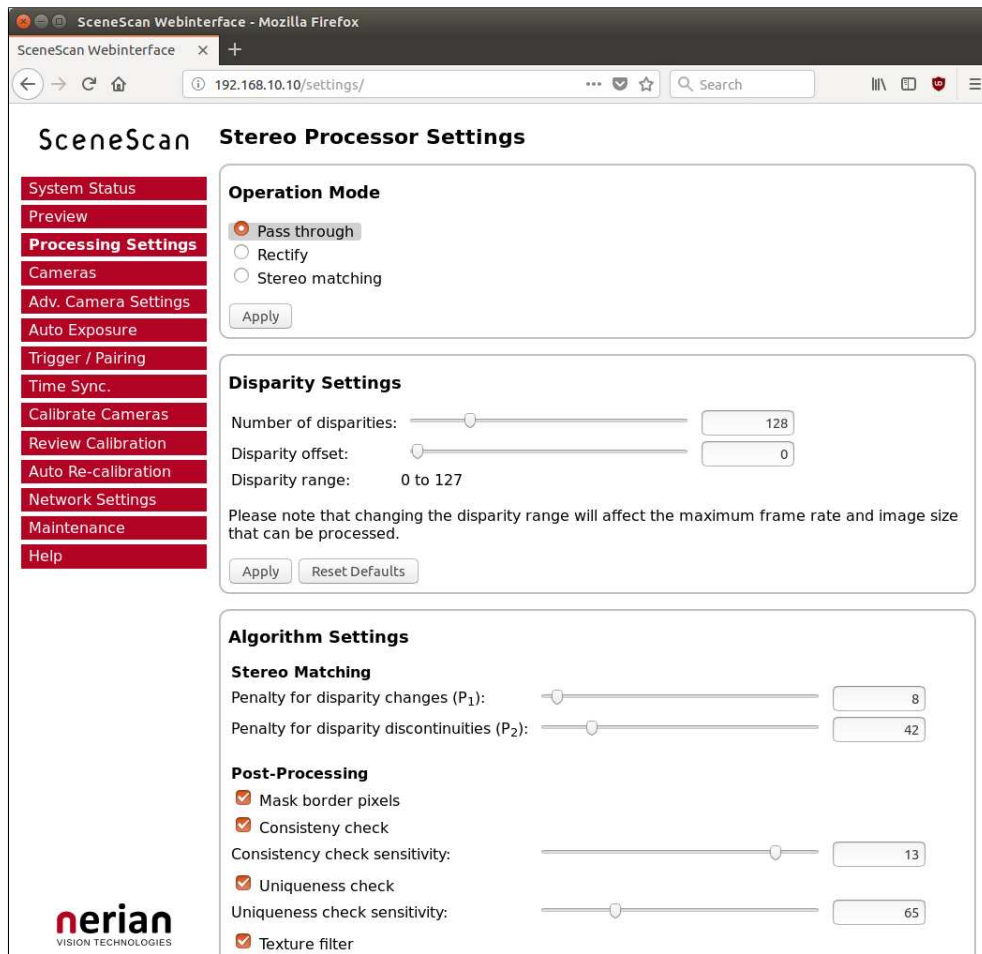 SceneScan Webinterface - Mozilla Firefox
SceneScan Webinterface
192.168.10.10/settings/
Search
SceneScan
System Status
Preview
Processing Settings
Cameras
Adv. Camera Settings
Auto Exposure
Trigger / Pairing
Time Sync.
Calibrate Cameras
Review Calibration
Auto Re-calibration
Network Settings
Maintenance
Help
nerian
VISION TECHNOLOGIES
Stereo Processor Settings
Operation Mode
Pass through
Rectify
Stereo matching
Apply
Disparity Settings
Number of disparities: 128
Disparity offset: 0
Disparity range: 0 to 127
Please note that changing the disparity range will affect the maximum frame rate and image size
that can be processed.
Apply Reset Defaults
Algorithm Settings
Stereo Matching
Penalty for disparity changes (P1): 8
Penalty for disparity discontinuities (P2): 42
Post-Processing
Mask border pixels
Consisteny check
Consistency check sensitivity: 13
Uniqueness check
Uniqueness check sensitivity: 65
Texture filter